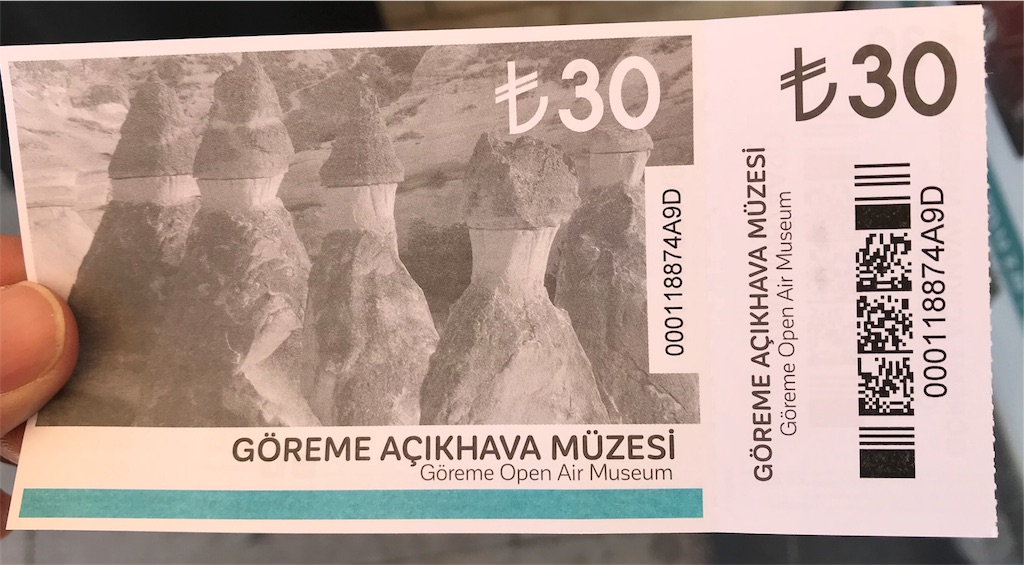 ₺30
000118874A9D
GÖREME AÇIKHAVA MÜZESİ
Göreme Open Air Museum
₺30
GÖREME AÇIKHAVA MÜZESİ
Göreme Open Air Museum
000118874A9D